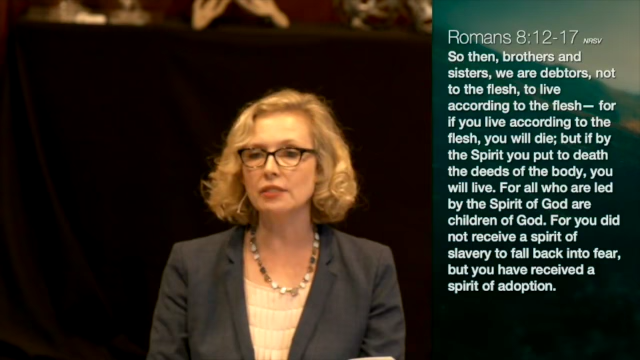 Romans 8:12-17 NRSV
So then, brothers and
sisters, we are debtors, not
to the flesh, to live
according to the flesh— for
if you live according to the
flesh, you will die; but if by
the Spirit you put to death
the deeds of the body, you
will live. For all who are led
by the Spirit of God are
children of God. For you did
not receive a spirit of
slavery to fall back into fear,
but you have received a
spirit of adoption.